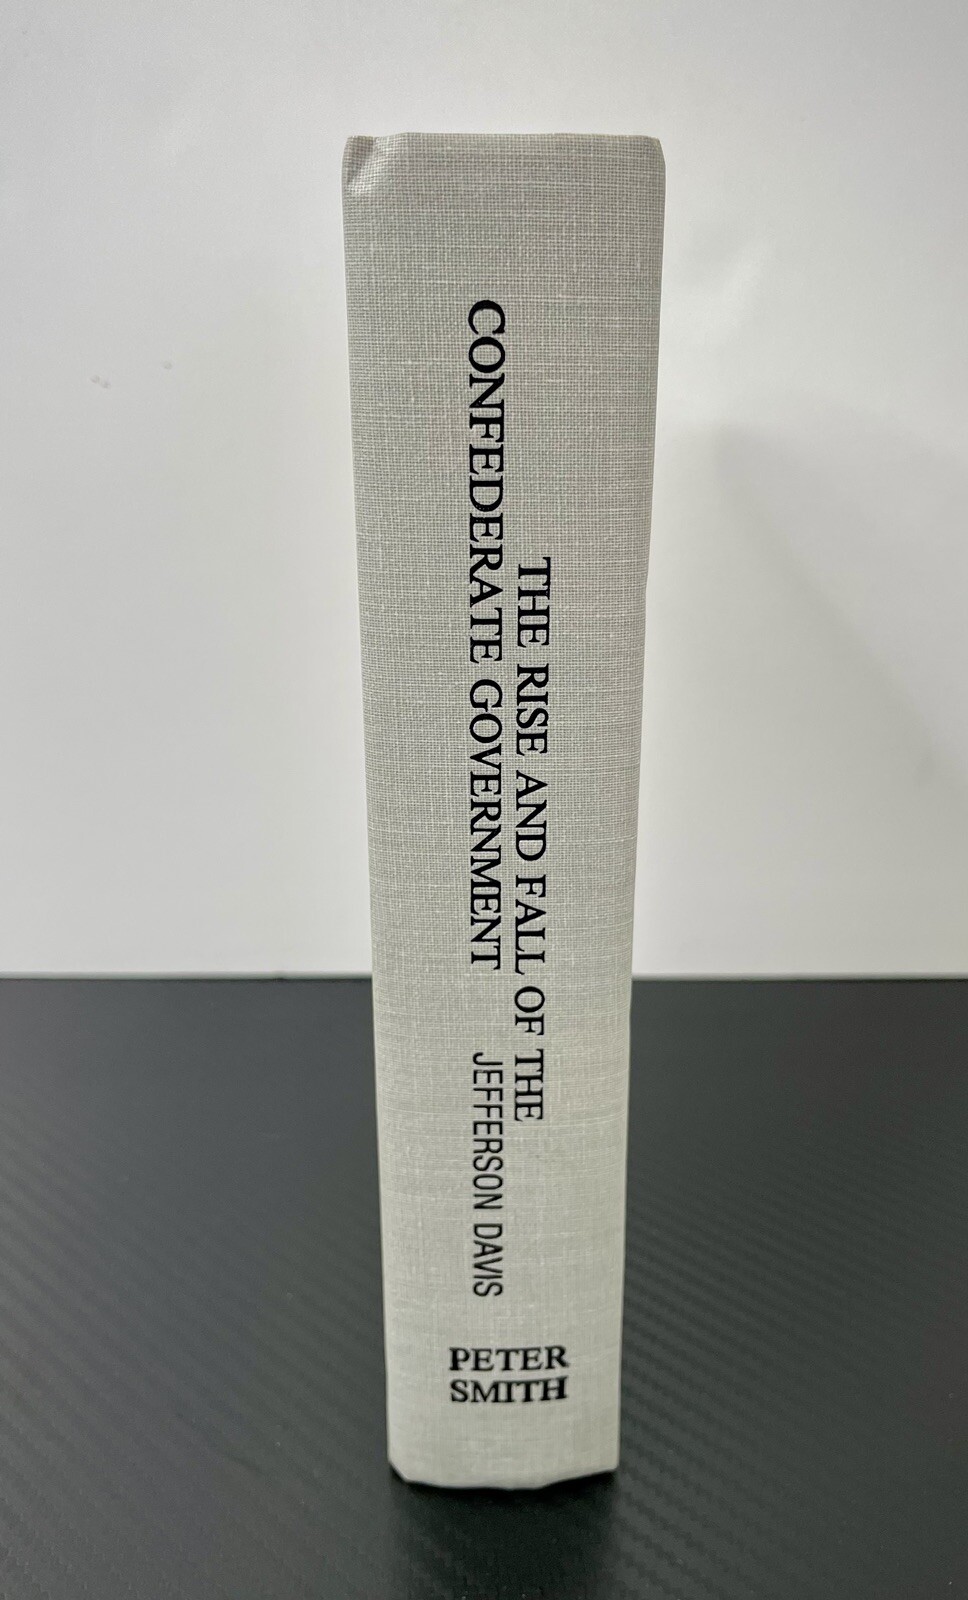 THE RISE AND FALL OF THE
CONFEDERATE GOVERNMENT JEFFERSON DAVIS
PETER
SMITH